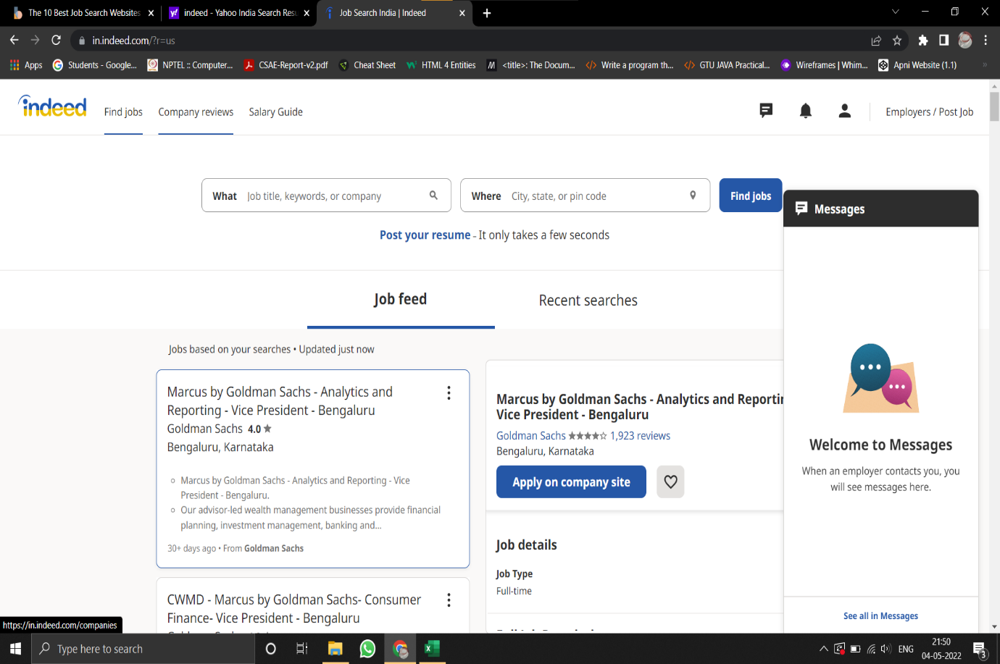 The 10 Best Job Search Websites
indeed - Yahoo India Search Resu
Job Search India | Indeed
in.indeed.com/?r=us
Apps
Students - Google...
NPTEL :: Computer...
CSAE-Report-v2.pdf
Cheat Sheet
HTML 4 Entities
<title>: The Docum...
Write a program th...
GTU JAVA Practical...
Wireframes | Whim...
Apni Website (1.1)
indeed
Find jobs
Company reviews
Salary Guide
Employers / Post Job
What Job title, keywords, or company
Where City, state, or pin code
Find jobs
Post your resume - It only takes a few seconds
Job feed
Recent searches
Jobs based on your searches • Updated just now
Marcus by Goldman Sachs - Analytics and
Reporting - Vice President - Bengaluru
Goldman Sachs 4.0 ★
Bengaluru, Karnataka
Marcus by Goldman Sachs - Analytics and Reporting - Vice
President - Bengaluru.
Our advisor-led wealth management businesses provide financial
planning, investment management, banking and...
30+ days ago • From Goldman Sachs
CWMD - Marcus by Goldman Sachs- Consumer
Finance- Vice President - Bengaluru
Marcus by Goldman Sachs - Analytics and Reportin
Vice President - Bengaluru
Goldman Sachs ★★★★☆ 1,923 reviews
Bengaluru, Karnataka
Apply on company site
Job details
Job Type
Full-time
Messages
Welcome to Messages
When an employer contacts you, you
will see messages here.
See all in Messages
https://in.indeed.com/companies
Type here to search
ENG
21:50
04-05-2022
3